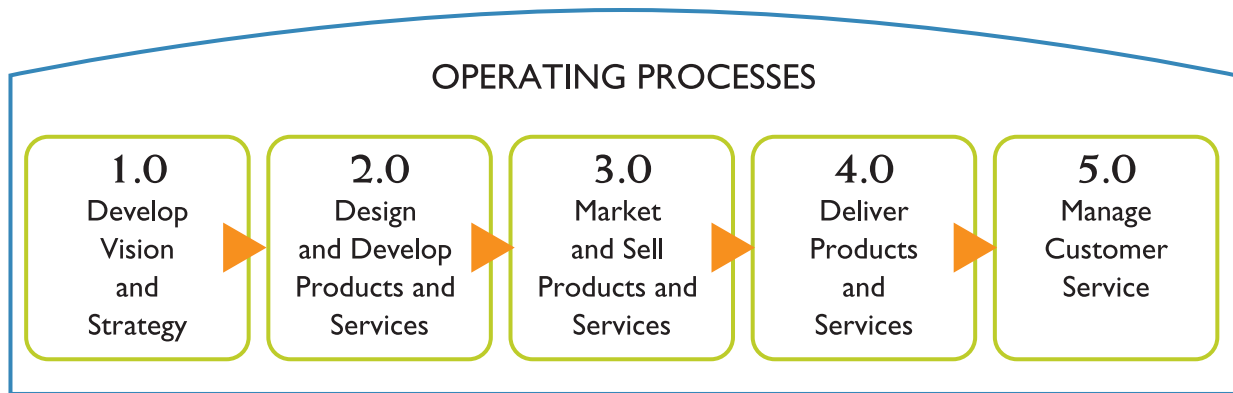 OPERATING PROCESSES
1.0
Develop
Vision
and
Strategy
2.0
Design
and Develop
Products and
Services
3.0
Market
and Sell
Products and
Services
4.0
Deliver
Products
and
Services
5.0
Manage
Customer
Service